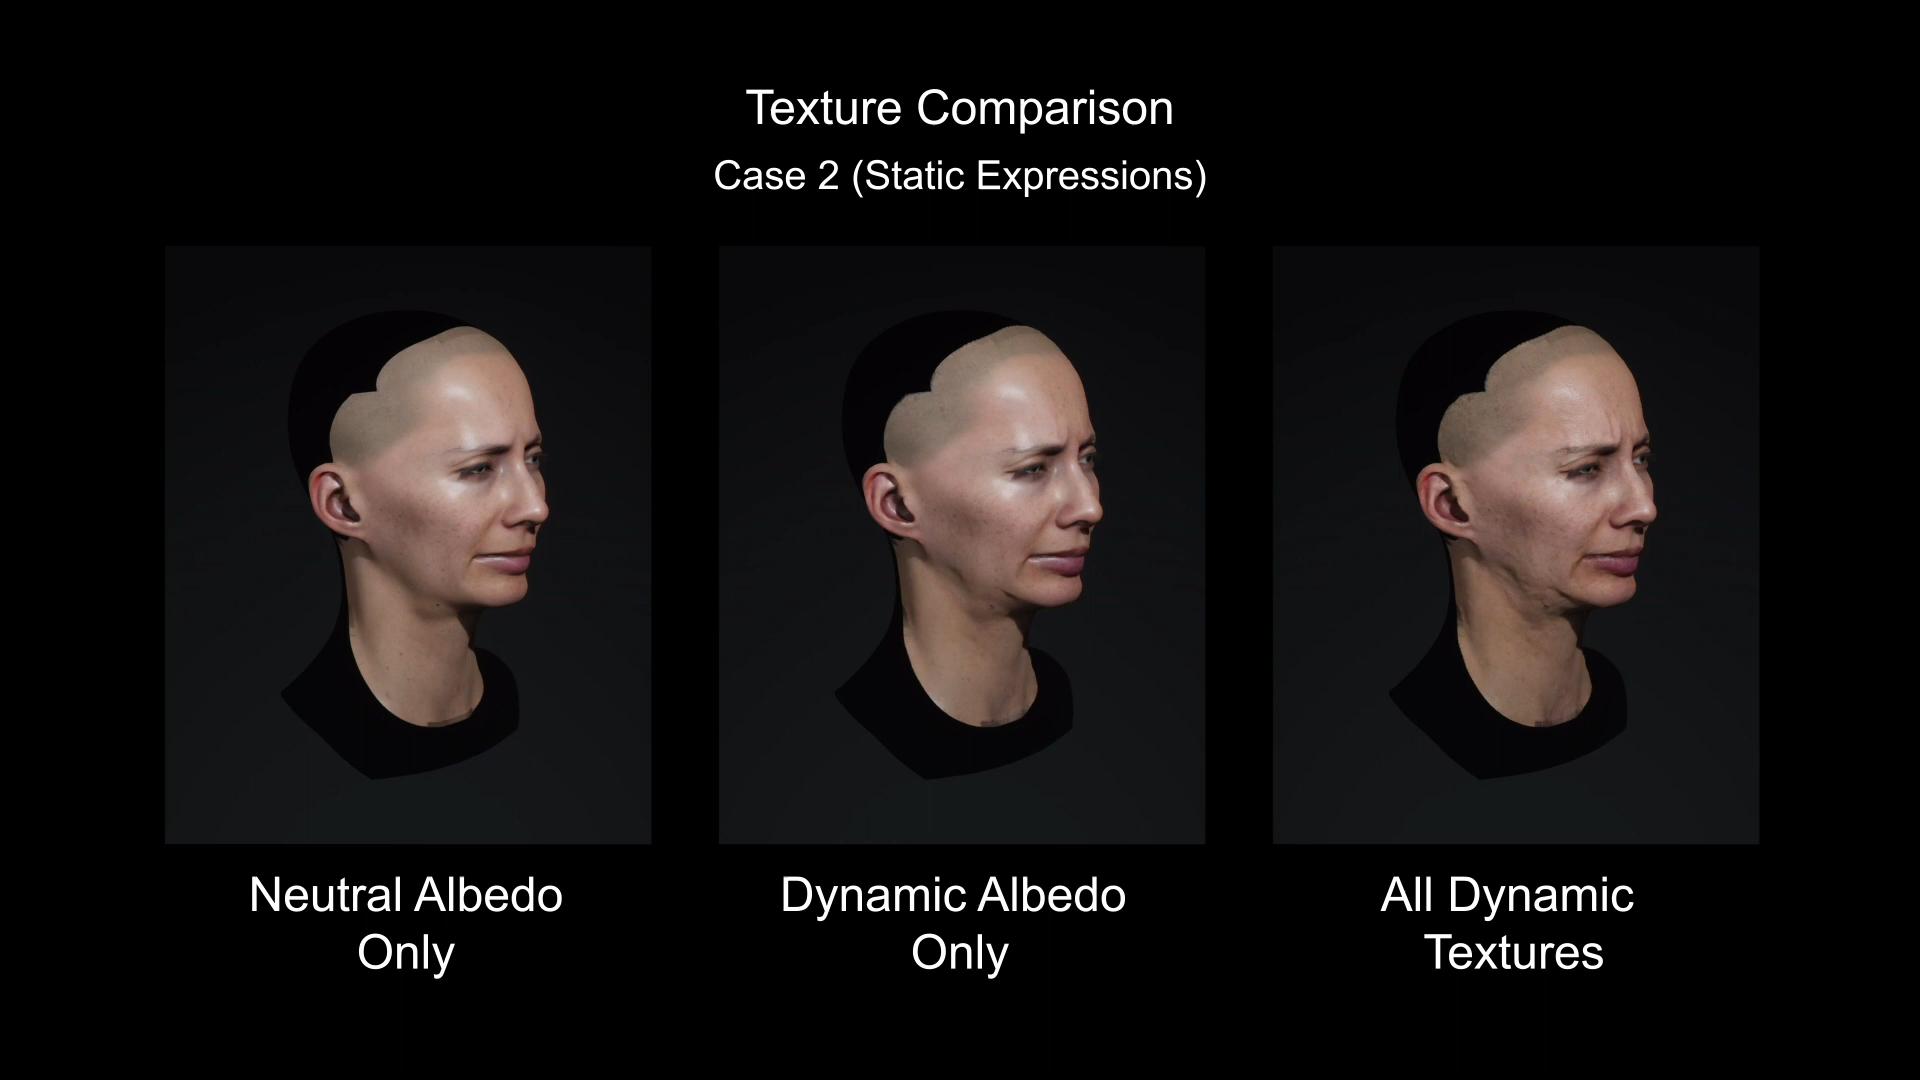 Texture Comparison
Case 2 (Static Expressions)
Neutral Albedo
Only
Dynamic Albedo
Only
All Dynamic
Textures